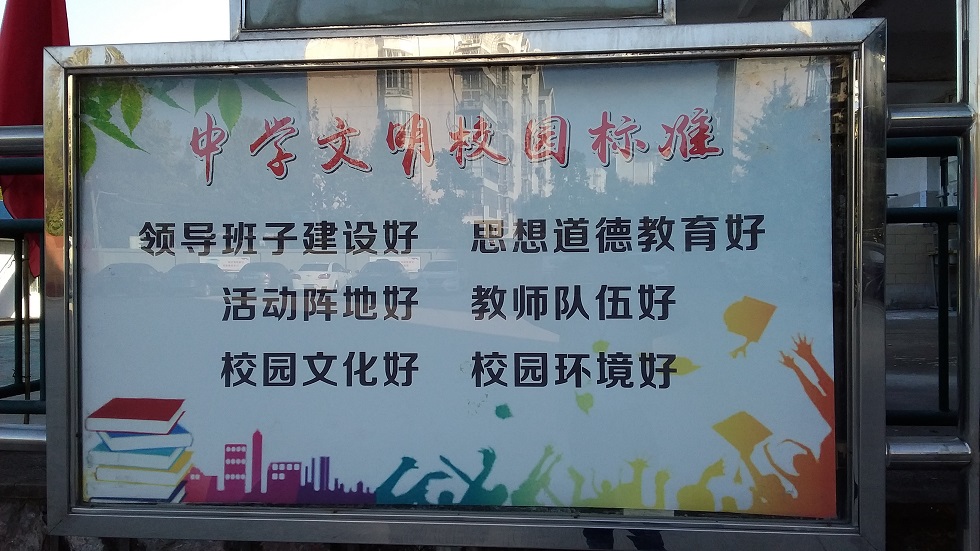 中学文明校园标准
领导班子建设好 思想道德教育好
活动阵地好 教师队伍好
校园文化好 校园环境好